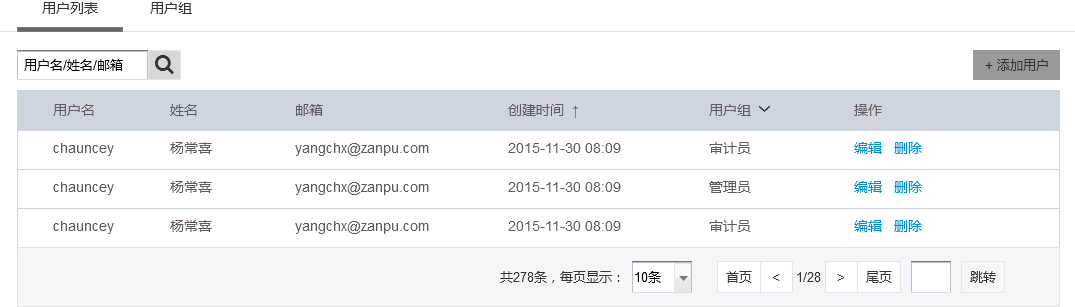 用户列表 用户组
用户名/姓名/邮箱 + 添加用户
用户名 姓名 邮箱 创建时间 ↑ 用户组 操作
chauncey 杨常喜 yangchx@zanpu.com 2015-11-30 08:09 审计员 编辑 删除
chauncey 杨常喜 yangchx@zanpu.com 2015-11-30 08:09 管理员 编辑 删除
chauncey 杨常喜 yangchx@zanpu.com 2015-11-30 08:09 审计员 编辑 删除
共278条，每页显示： 10条 首页 < 1/28 > 尾页 跳转